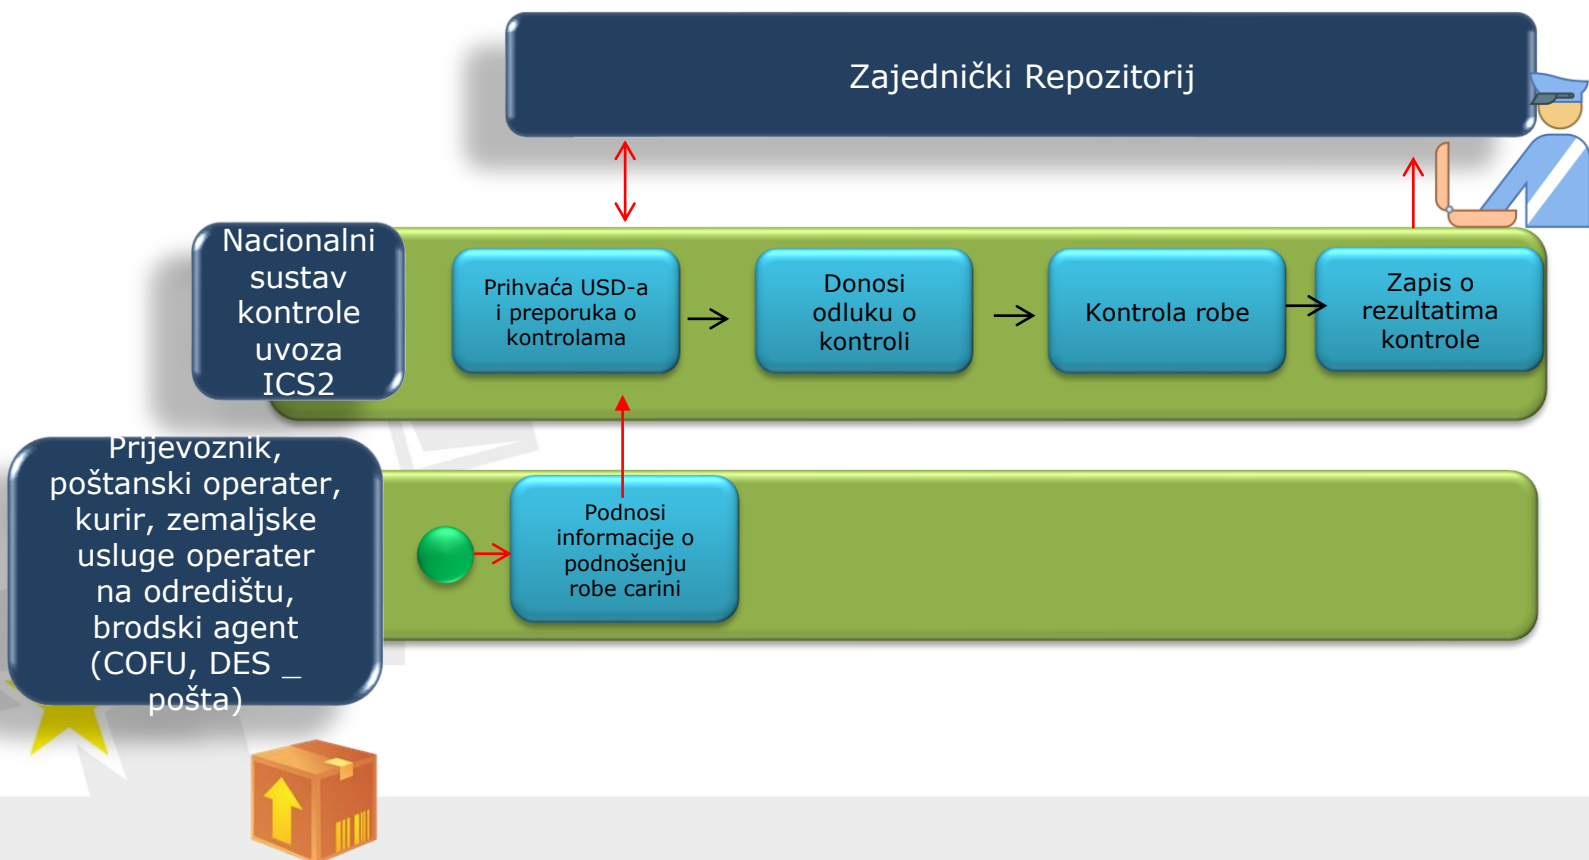 Zajednički Repozitorij
Nacionalni
sustav
kontrole
uvoza
ICS2
Prihvaća USD-a
i preporuka o
kontrolama
Donosi
odluku o
kontroli
Kontrola robe
Zapis o
rezultatima
kontrole
Prijevoznik,
poštanski operater,
kurir, zemaljske
usluge operater
na odredištu,
brodski agent
(COFU, DES _
pošta)
Podnosi
informacije o
podnošenju
robe carini